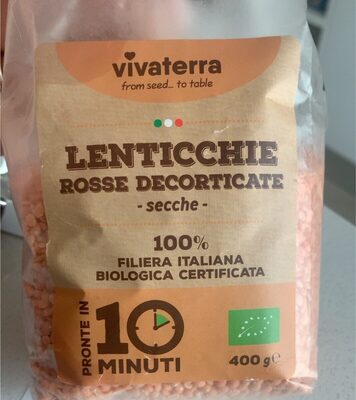 vivaterra
from seed... to table
LENTICCHIE
ROSSE DECORTICATE
- secche -
100%
FILIERA ITALIANA
BIOLOGICA CERTIFICATA
PRONTE IN
10
MINUTI
400 g e